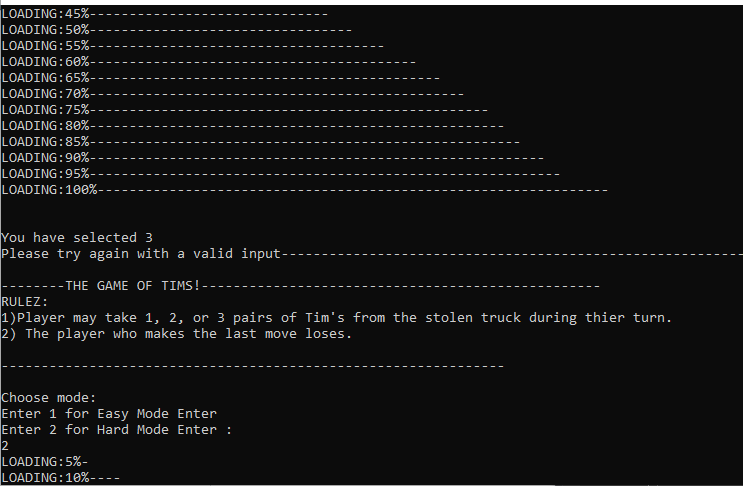 LOADING:45%------------------------------
LOADING:50%---------------------------------
LOADING:55%-------------------------------------
LOADING:60%-----------------------------------------
LOADING:65%--------------------------------------------
LOADING:70%-----------------------------------------------
LOADING:75%--------------------------------------------------
LOADING:80%----------------------------------------------------
LOADING:85%------------------------------------------------------
LOADING:90%---------------------------------------------------------
LOADING:95%-----------------------------------------------------------
LOADING:100%----------------------------------------------------------------
You have selected 3
Please try again with a valid input----------------------------------------------------------
--------THE GAME OF TIMS!--------------------------------------------------
RULEZ:
1)Player may take 1, 2, or 3 pairs of Tim's from the stolen truck during thier turn.
2) The player who makes the last move loses.
---------------------------------------------------------------
Choose mode:
Enter 1 for Easy Mode Enter
Enter 2 for Hard Mode Enter :
2
LOADING:5%-
LOADING:10%----